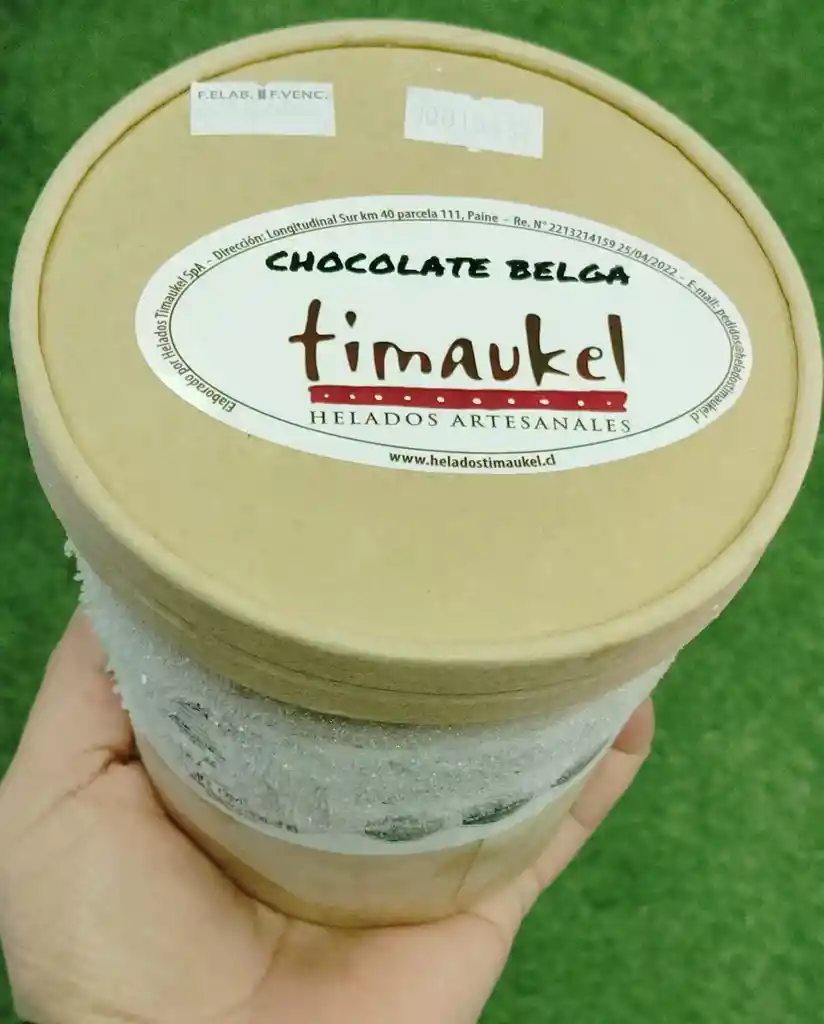 F.ELAB. F.VENC.
Elaborado por Helados Timaukel SpA - Dirección: Longitudinal Sur km 40 parcela 111, Paine - Re. N° 2213214159 25/04/2022 - E-mail: pedidos@heladostimaukel.cl
CHOCOLATE BELGA
timaukel
HELADOS ARTESANALES
www.heladostimaukel.cl